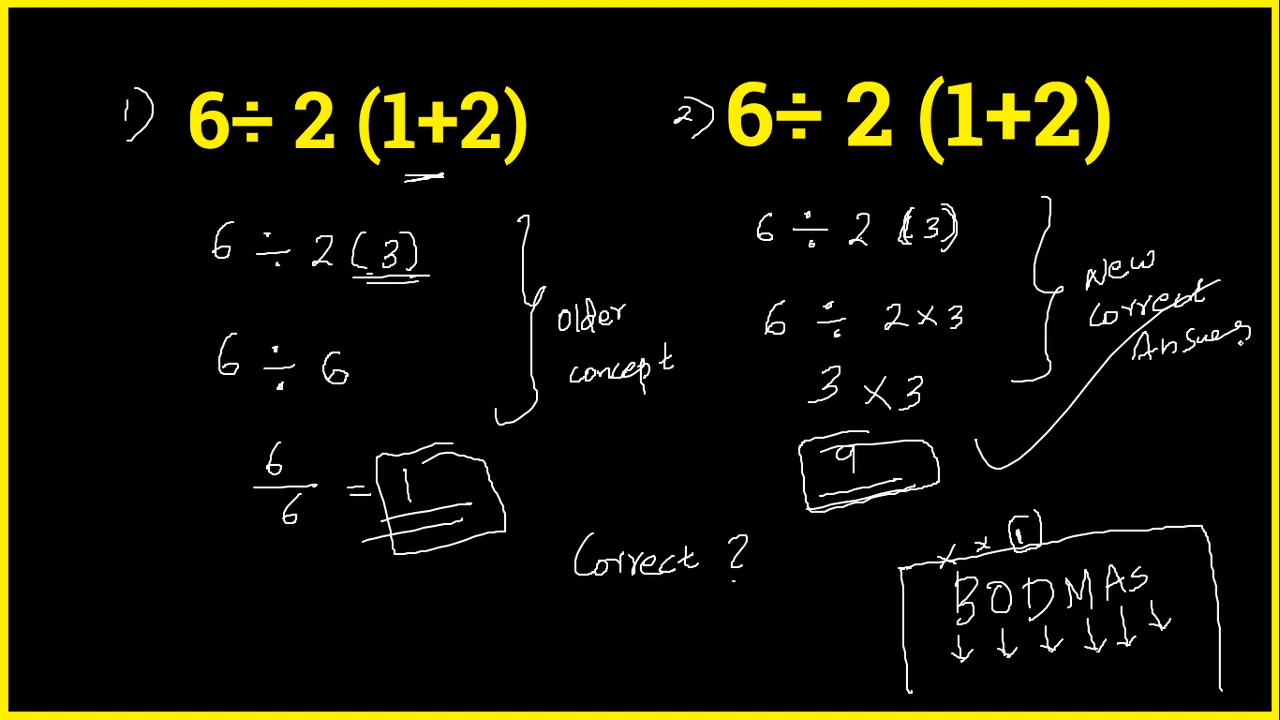 1) 6÷ 2 (1+2)
6 ÷ 2 (3)
6 ÷ 6
6/6 = 1
older
concept
2) 6÷ 2 (1+2)
6 ÷ 2 (3)
6 ÷ 2 × 3
3 × 3
9
New
correct
Answer
Correct ?
× × 1
BODMAS
↓ ↓ ↓ ↓ ↓ ↓